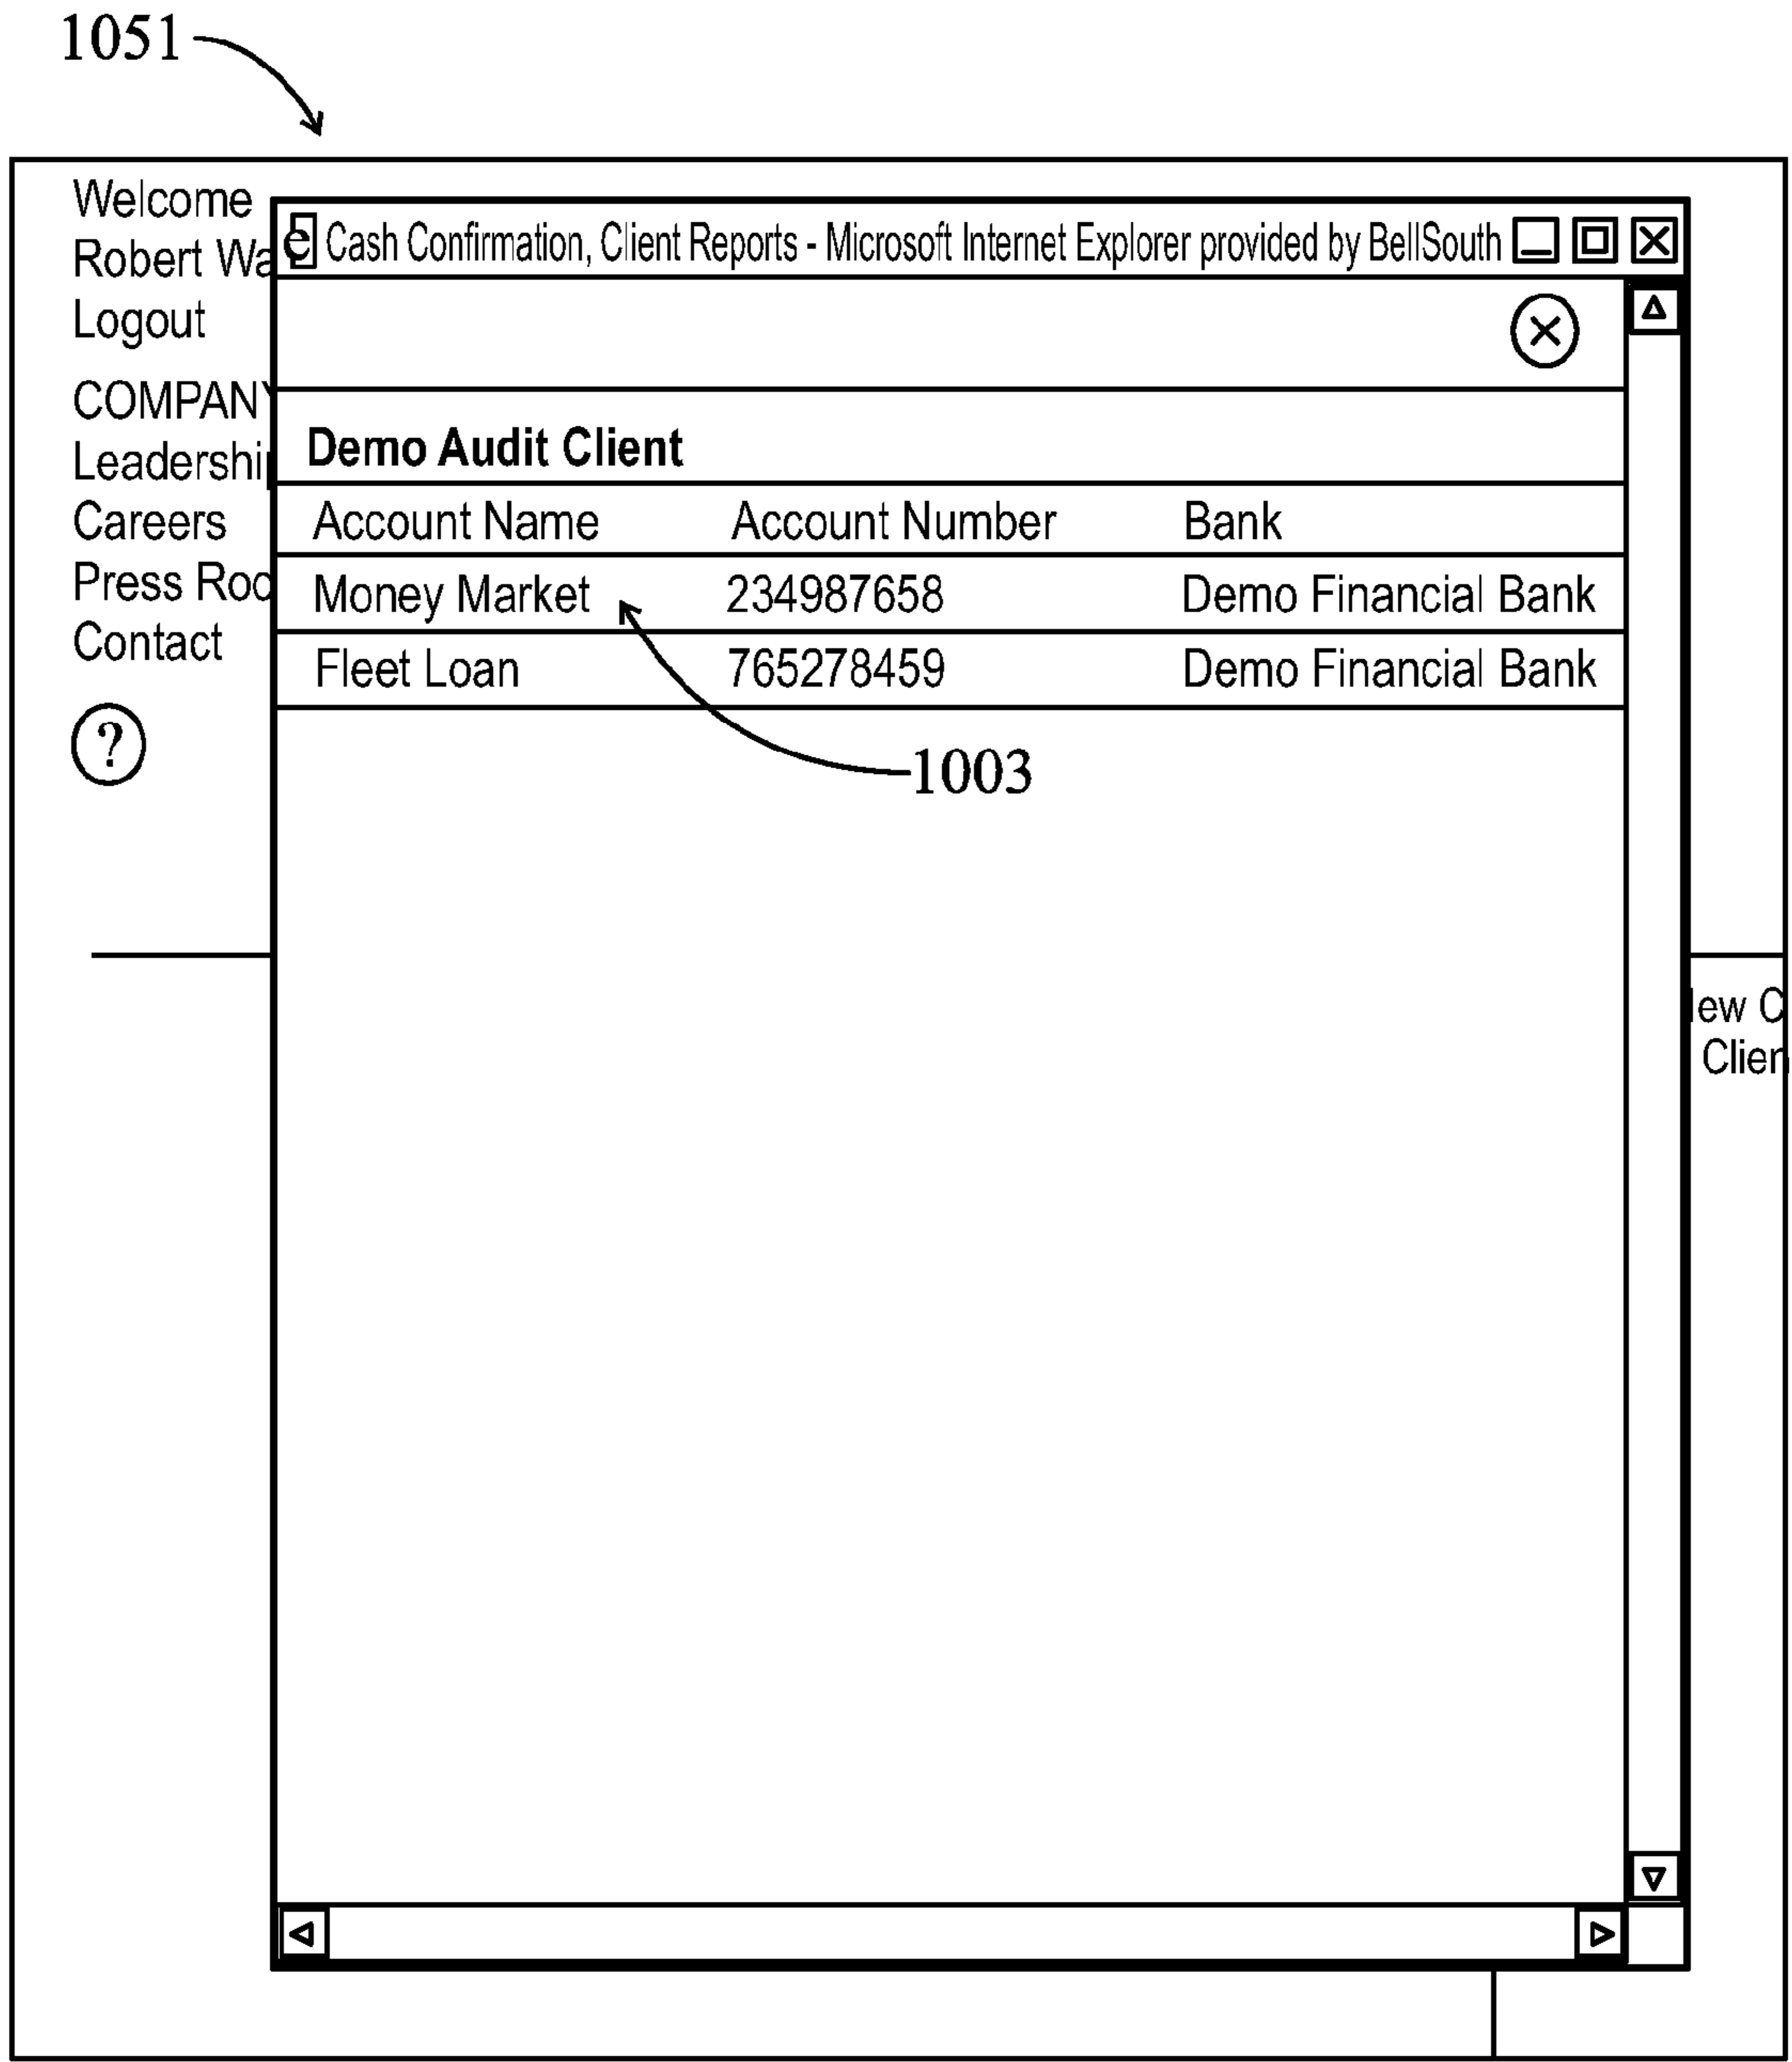 1051
Welcome
Robert Wa
Logout
COMPANY
Leadership
Careers
Press Roo
Contact
?
e Cash Confirmation, Client Reports - Microsoft Internet Explorer provided by BellSouth
Demo Audit Client
Account Name Account Number Bank
Money Market 234987658 Demo Financial Bank
Fleet Loan 765278459 Demo Financial Bank
1003
ew C
Clien